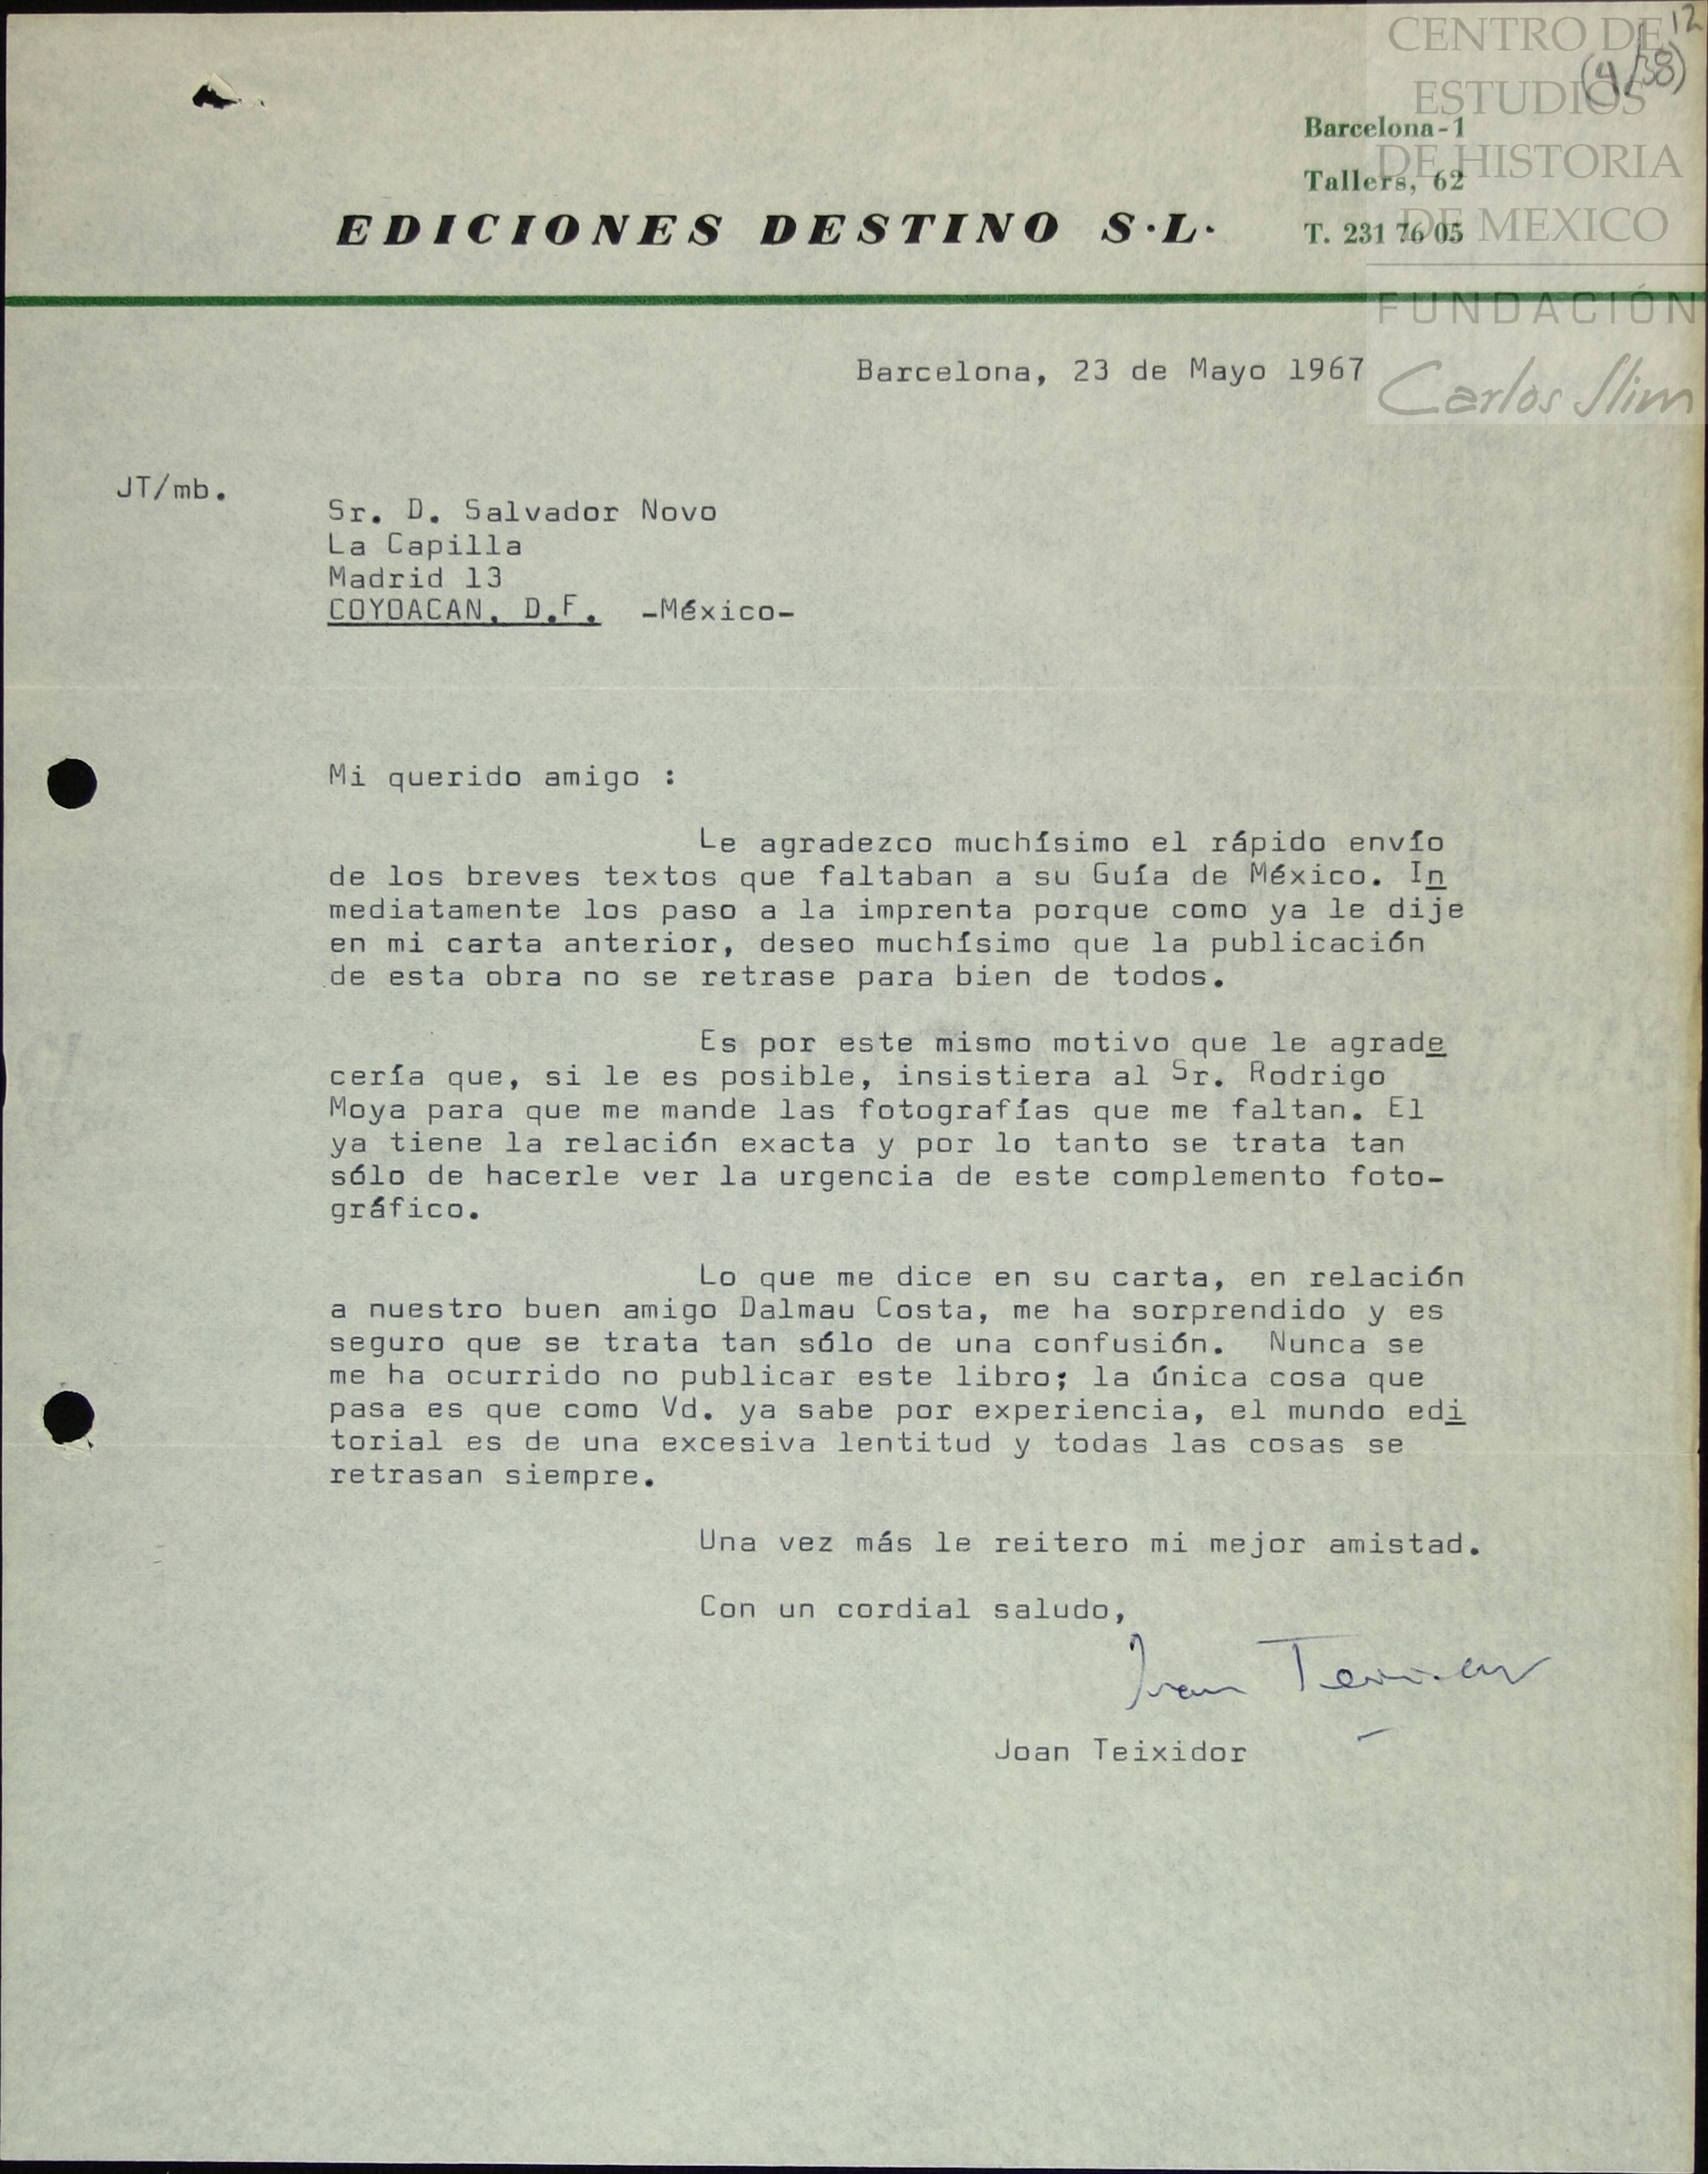 12
(4/38)
CENTRO DE
ESTUDIOS
DE HISTORIA
DE MEXICO
FUNDACIÓN
Carlos Slim
Barcelona-1
Tallers, 62
T. 231 76 05
EDICIONES DESTINO S.L.
Barcelona, 23 de Mayo 1967
JT/mb.
Sr. D. Salvador Novo
La Capilla
Madrid 13
COYOACAN, D.F. -México-
Mi querido amigo :
Le agradezco muchísimo el rápido envío
de los breves textos que faltaban a su Guía de México. In
mediatamente los paso a la imprenta porque como ya le dije
en mi carta anterior, deseo muchísimo que la publicación
de esta obra no se retrase para bien de todos.
Es por este mismo motivo que le agrade
cería que, si le es posible, insistiera al Sr. Rodrigo
Moya para que me mande las fotografías que me faltan. El
ya tiene la relación exacta y por lo tanto se trata tan
sólo de hacerle ver la urgencia de este complemento foto-
gráfico.
Lo que me dice en su carta, en relación
a nuestro buen amigo Dalmau Costa, me ha sorprendido y es
seguro que se trata tan sólo de una confusión. Nunca se
me ha ocurrido no publicar este libro; la única cosa que
pasa es que como Vd. ya sabe por experiencia, el mundo edi
torial es de una excesiva lentitud y todas las cosas se
retrasan siempre.
Una vez más le reitero mi mejor amistad.
Con un cordial saludo,
Joan Teixidor
Joan Teixidor